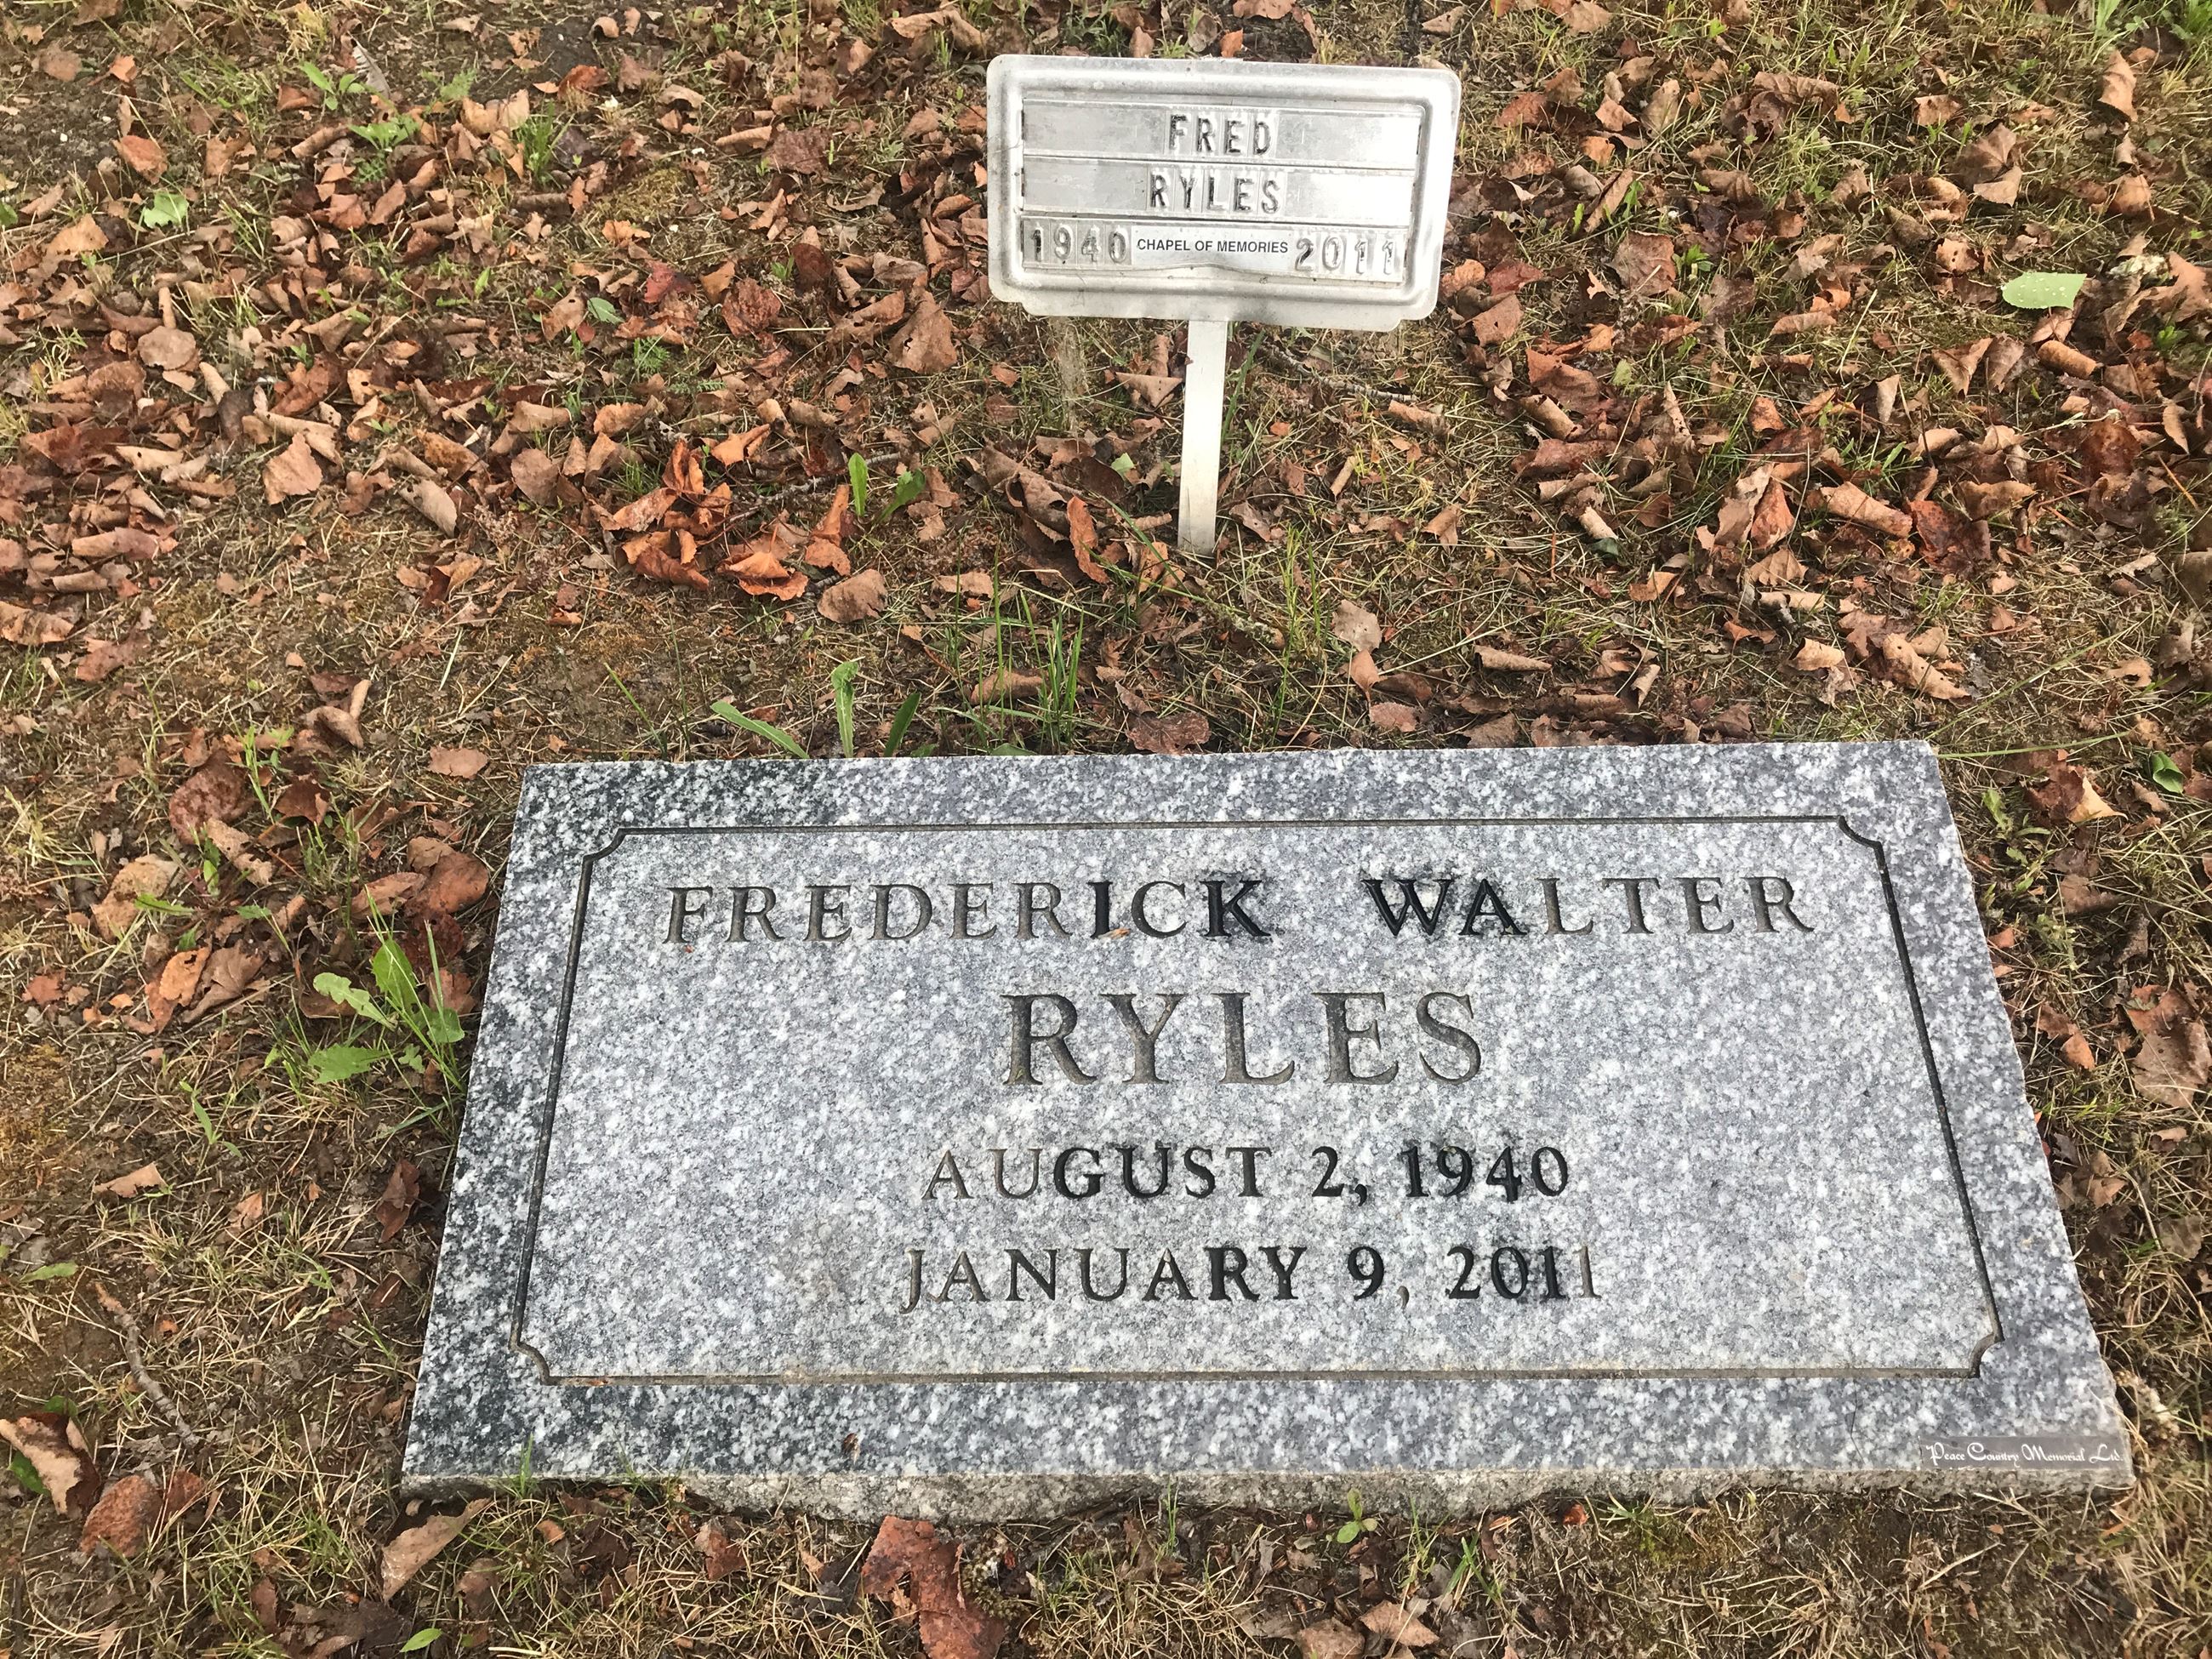 FRED
RYLES
1940 CHAPEL OF MEMORIES 2011
FREDERICK WALTER
RYLES
AUGUST 2, 1940
JANUARY 9, 2011
Peace Country Memorial Ltd.